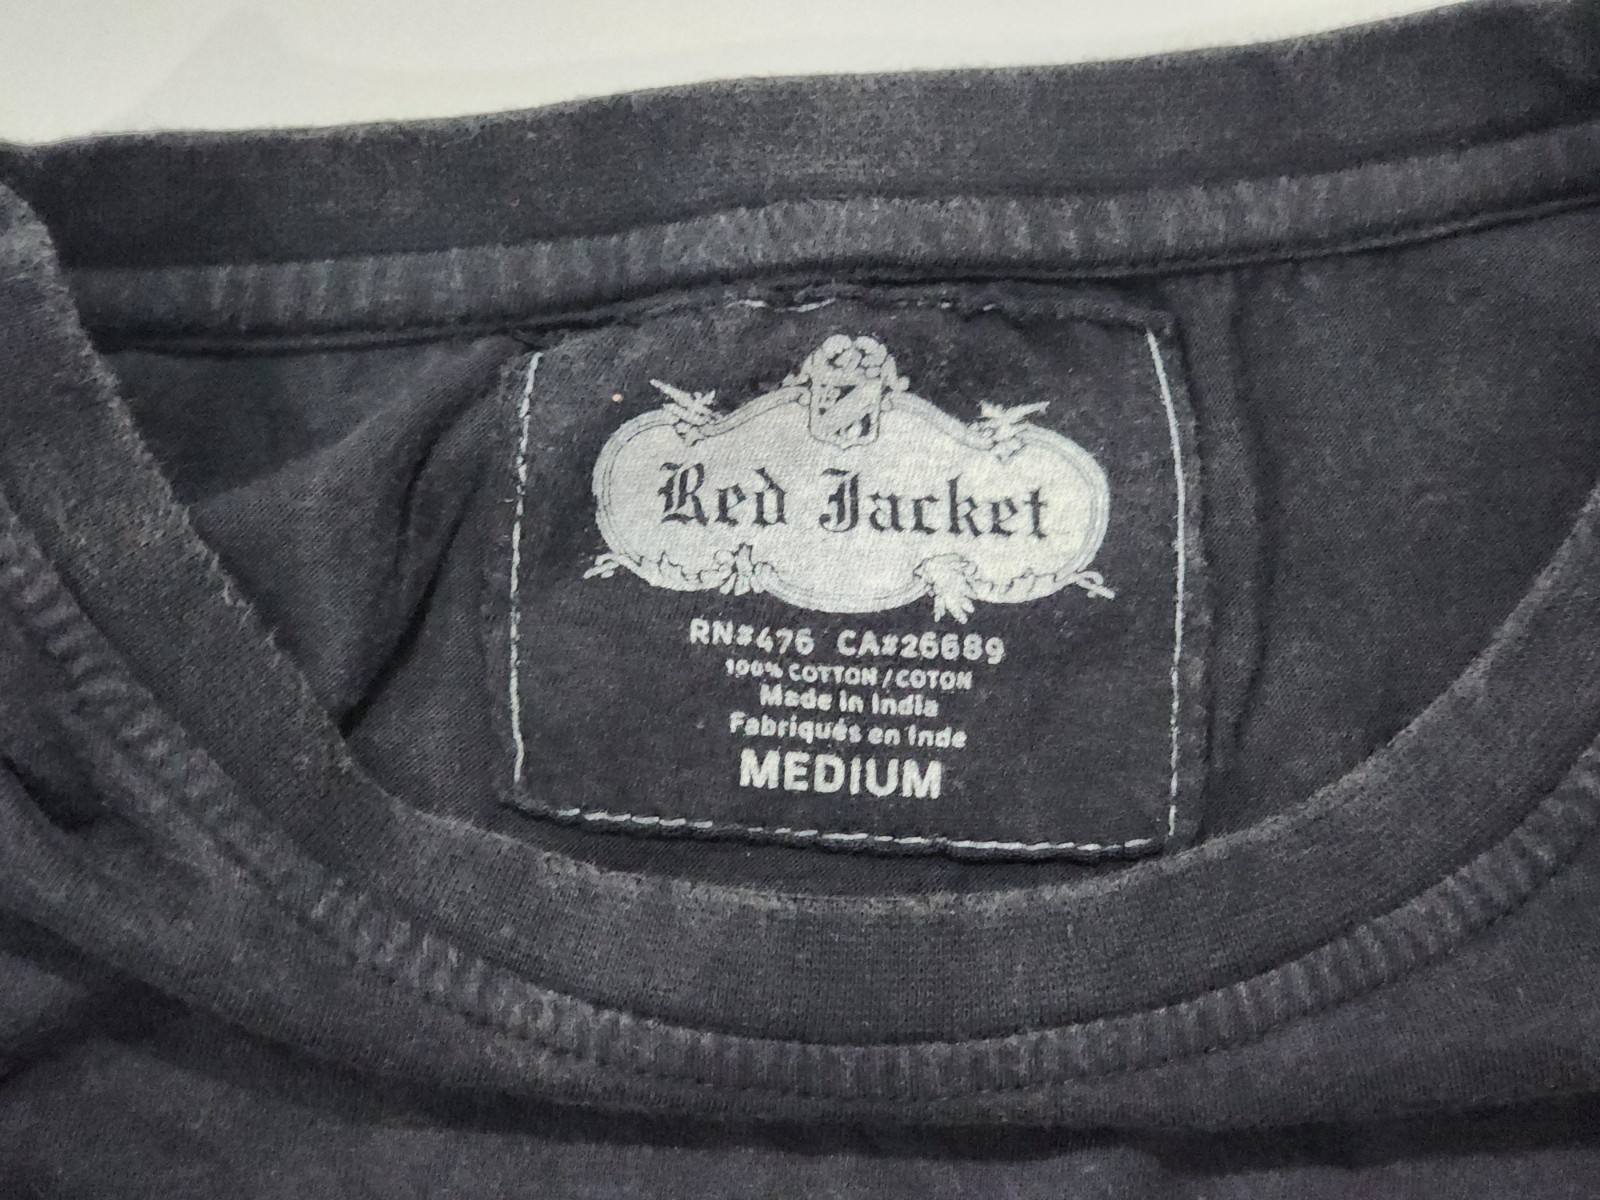 Red Jacket
RN#476 CA#26689
100% COTTON / COTON
Made in India
Fabriqués en Inde
MEDIUM